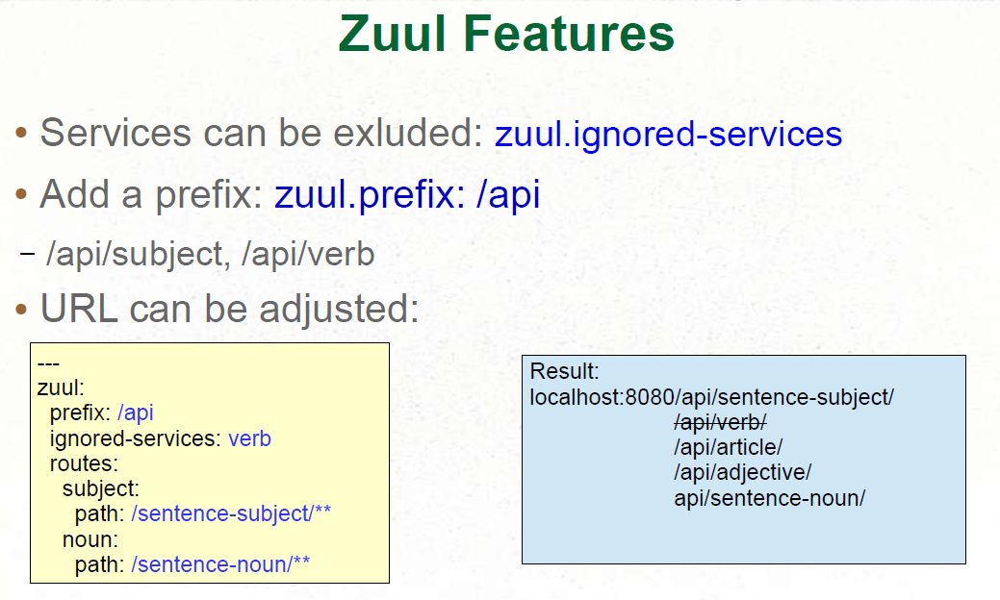 Zuul Features
• Services can be exluded: zuul.ignored-services
• Add a prefix: zuul.prefix: /api
– /api/subject, /api/verb
• URL can be adjusted:
---
zuul:
  prefix: /api
  ignored-services: verb
  routes:
    subject:
      path: /sentence-subject/**
    noun:
      path: /sentence-noun/**
Result:
localhost:8080/api/sentence-subject/
/api/verb/
/api/article/
/api/adjective/
api/sentence-noun/